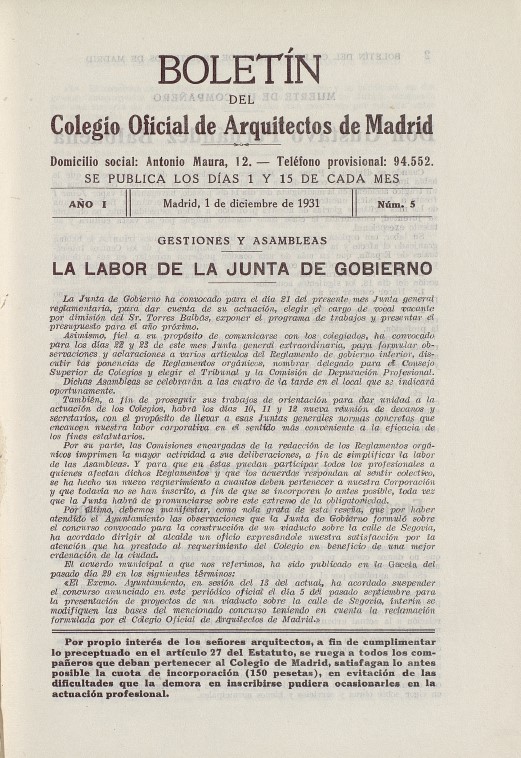 BOLETÍN
DEL
Colegio Oficial de Arquitectos de Madrid
Domicilio social: Antonio Maura, 12. — Teléfono provisional: 94.552.
SE PUBLICA LOS DÍAS 1 Y 15 DE CADA MES
AÑO I Madrid, 1 de diciembre de 1931 Núm. 5
GESTIONES Y ASAMBLEAS
LA LABOR DE LA JUNTA DE GOBIERNO
La Junta de Gobierno ha convocado para el día 21 del presente mes Junta general
reglamentaria, para dar cuenta de su actuación, elegir el cargo de vocal vacante
por dimisión del Sr. Torres Balbás, exponer el programa de trabajos y presentar el
presupuesto para el año próximo.
Asimismo, fiel a su propósito de comunicarse con los colegiados, ha convocado
para los días 22 y 23 de este mes Junta general extraordinaria, para formular ob-
servaciones y aclaraciones a varios artículos del Reglamento de gobierno interior, dis-
cutir las ponencias de Reglamentos orgánicos, nombrar delegado para el Consejo
Superior de Colegios y elegir el Tribunal y la Comisión de Depuración Profesional.
Dichas Asambleas se celebrarán a las cuatro de la tarde en el local que se indicará
oportunamente.
También, a fin de proseguir sus trabajos de orientación para dar unidad a la
actuación de los Colegios, habrá los días 10, 11 y 12 nueva reunión de decanos y
secretarios, con el propósito de llevar a esas Juntas generales normas concretas que
encaucen nuestra labor corporativa en el sentido más conveniente a la eficacia de
los fines estatutarios.
Por su parte, las Comisiones encargadas de la redacción de los Reglamentos orgá-
nicos imprimen la mayor actividad a sus deliberaciones, a fin de simplificar la labor
de las Asambleas. Y para que en éstas puedan participar todos los profesionales a
quienes afectan dichos Reglamentos y que los acuerdos respondan al sentir colectivo,
se ha hecho un nuevo requerimiento a cuantos deben pertenecer a nuestra Corporación
y que todavía no se han inscrito, a fin de que se incorporen lo antes posible, toda vez
que la Junta habrá de pronunciarse sobre este extremo de la obligatoriedad.
Por último, debemos manifestar, como nota grata de esta reseña, que por haber
atendido el Ayuntamiento las observaciones que la Junta de Gobierno formuló sobre
el concurso convocado para la construcción de un viaducto sobre la calle de Segovia,
ha acordado dirigir al alcalde un oficio expresándole nuestra satisfacción por la
atención que ha prestado al requerimiento del Colegio en beneficio de una mejor
ordenación de la ciudad.
El acuerdo municipal a que nos referimos, ha sido publicado en la Gaceta del
pasado día 29 en los siguientes términos:
«El Excmo. Ayuntamiento, en sesión del 13 del actual, ha acordado suspender
el concurso anunciado en este periódico oficial el día 5 del pasado septiembre para
la presentación de proyectos de un viaducto sobre la calle de Segovia, interin se
modifiquen las bases del mencionado concurso teniendo en cuenta la reclamación
formulada por el Colegio Oficial de Arquitectos de Madrid.»
Por propio interés de los señores arquitectos, a fin de cumplimentar
lo preceptuado en el artículo 27 del Estatuto, se ruega a todos los com-
pañeros que deban pertenecer al Colegio de Madrid, satisfagan lo antes
posible la cuota de incorporación (150 pesetas), en evitación de las
dificultades que la demora en inscribirse pudiera ocasionarles en la
actuación profesional.